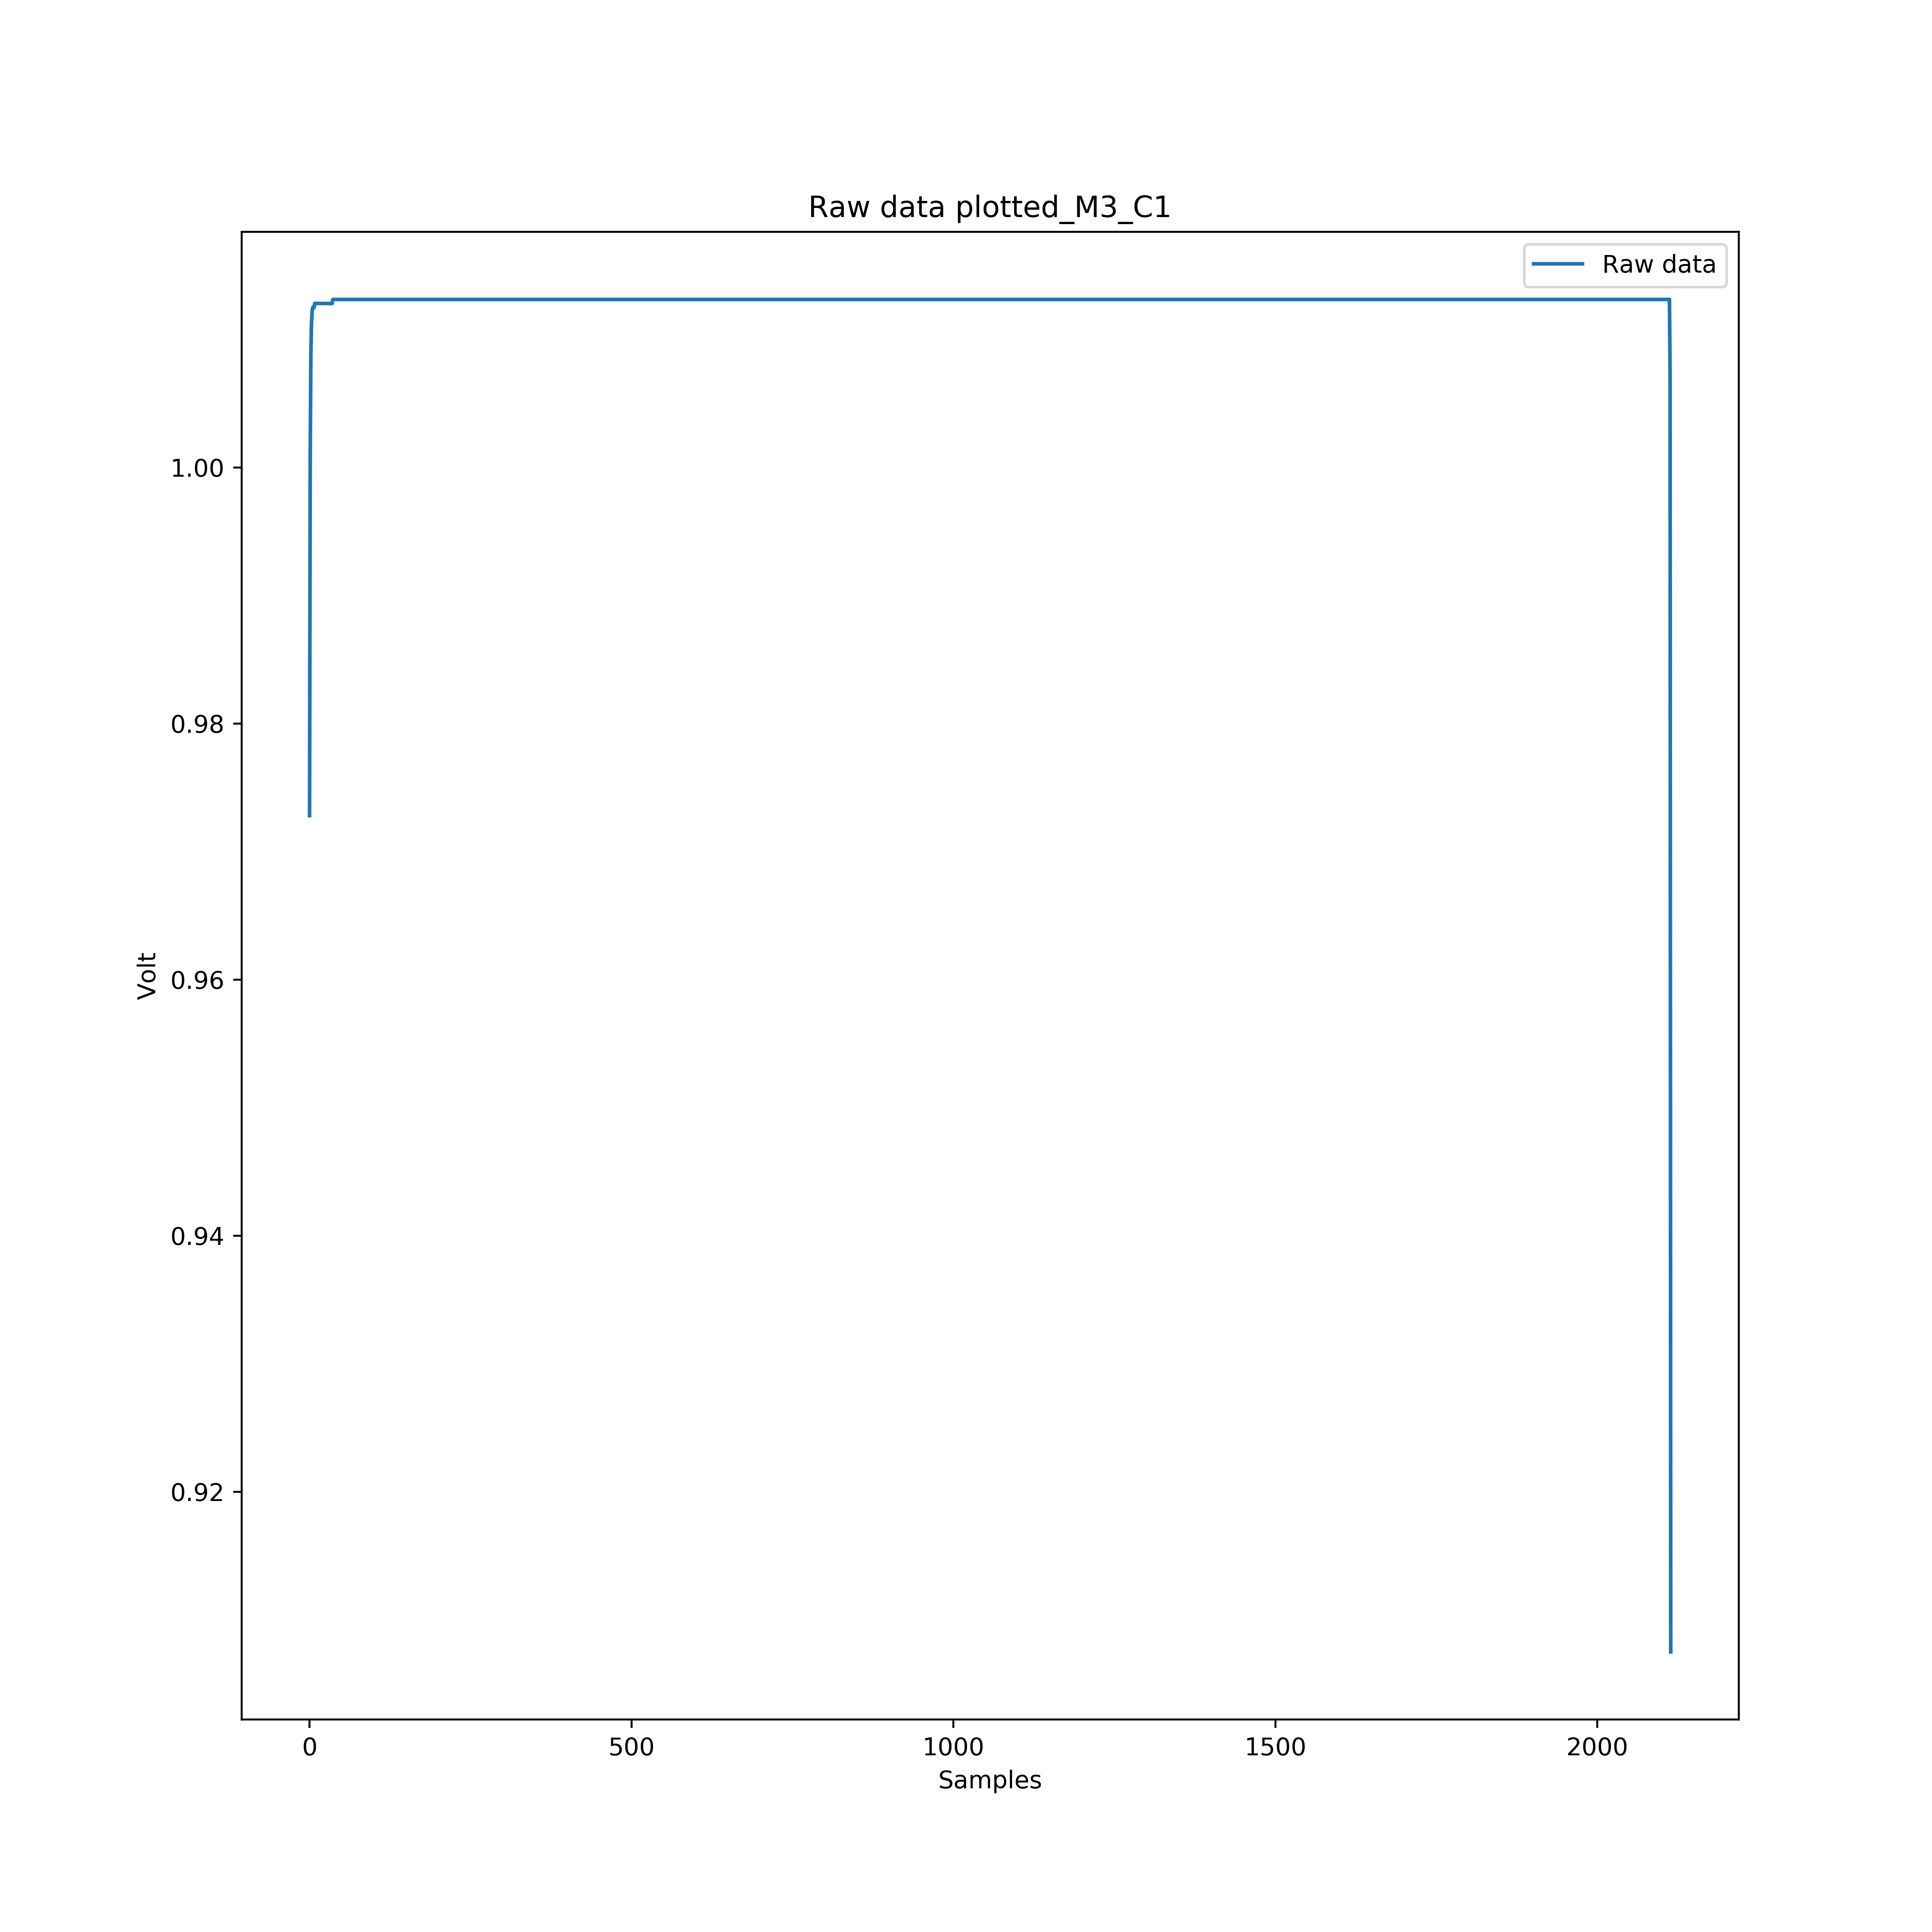 Raw data plotted_M3_C1
Raw data
1.00
0.98
0.96
0.94
0.92
Volt
0 500 1000 1500 2000
Samples